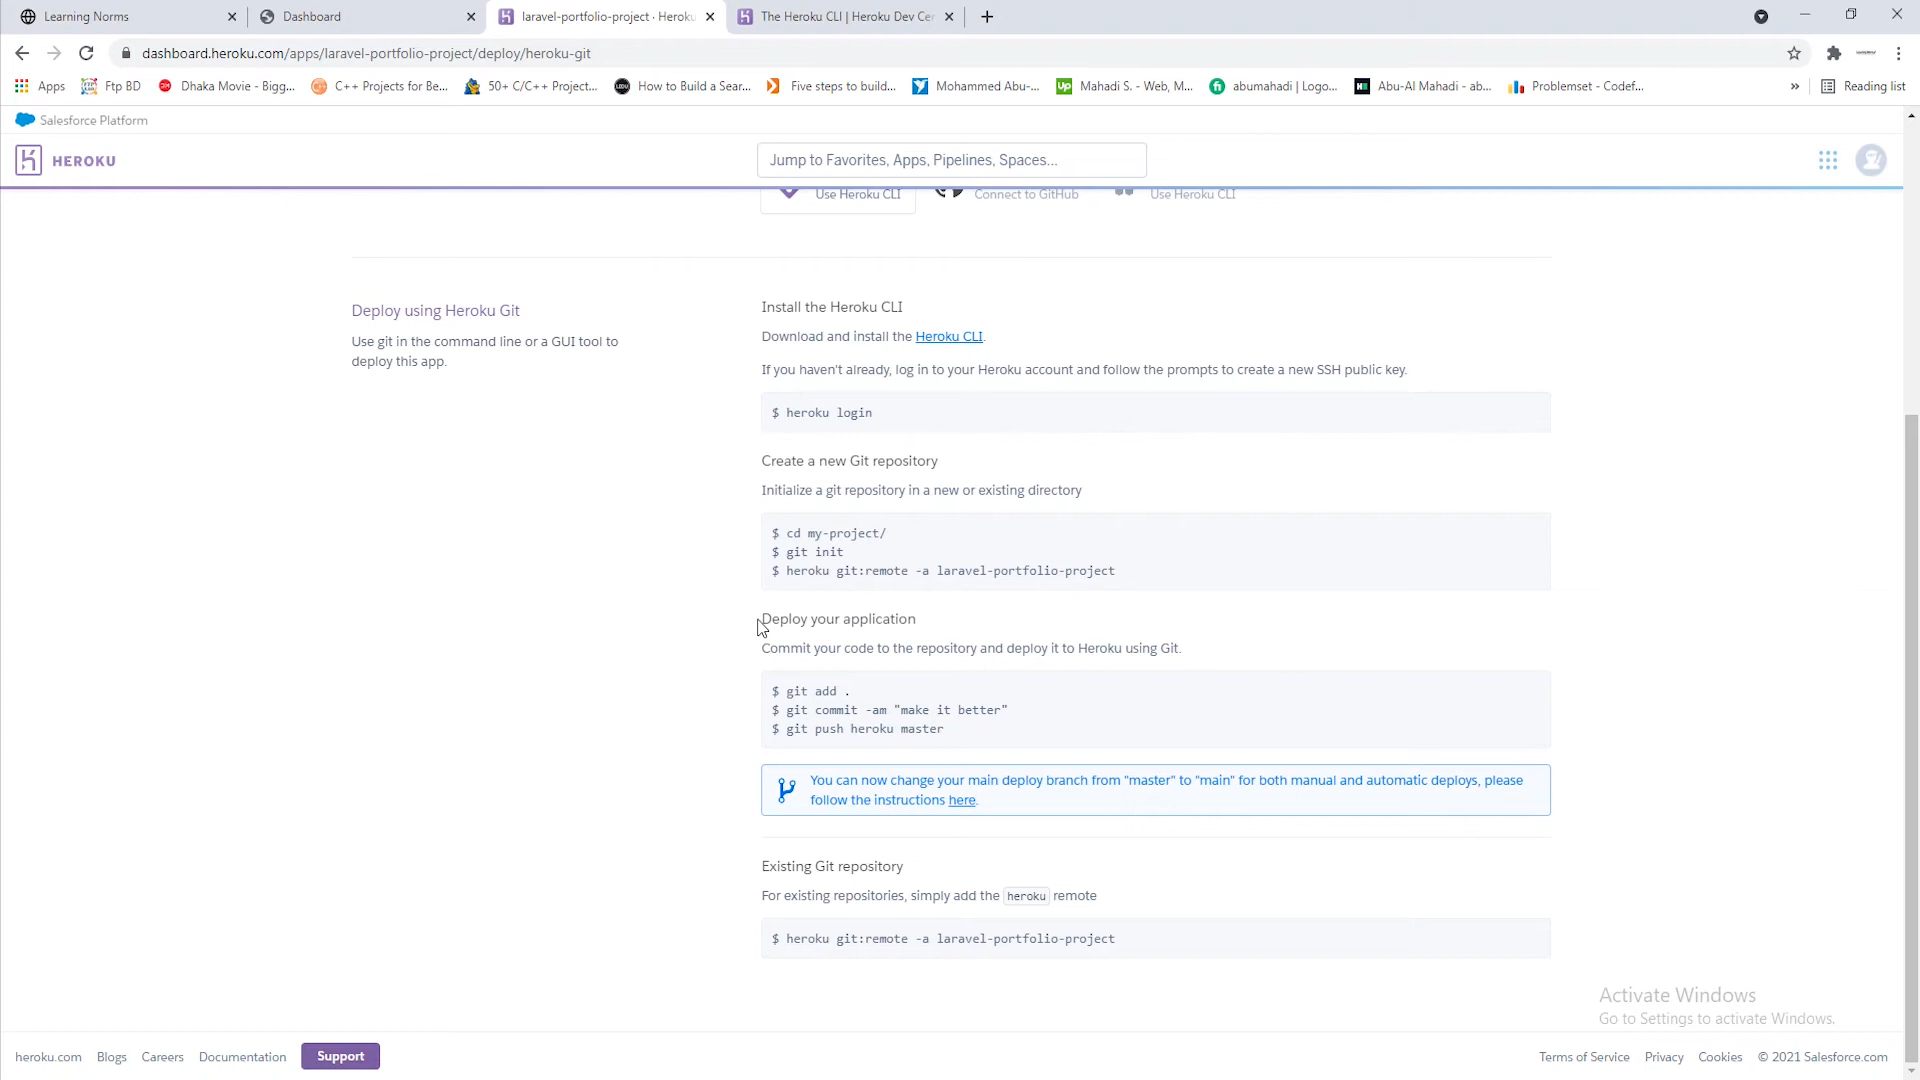 Learning Norms
Dashboard
laravel-portfolio-project · Heroku
The Heroku CLI | Heroku Dev Cen
dashboard.heroku.com/apps/laravel-portfolio-project/deploy/heroku-git
Apps
Ftp BD
Dhaka Movie - Bigg...
C++ Projects for Be...
50+ C/C++ Project...
How to Build a Sear...
Five steps to build...
Mohammed Abu-...
Mahadi S. - Web, M...
abumahadi | Logo...
Abu-Al Mahadi - ab...
Problemset - Codef...
»
Reading list
Salesforce Platform
HEROKU
Jump to Favorites, Apps, Pipelines, Spaces...
Use Heroku CLI
Connect to GitHub
Use Heroku CLI
Deploy using Heroku Git
Use git in the command line or a GUI tool to
deploy this app.
Install the Heroku CLI
Download and install the Heroku CLI.
If you haven't already, log in to your Heroku account and follow the prompts to create a new SSH public key.
$ heroku login
Create a new Git repository
Initialize a git repository in a new or existing directory
$ cd my-project/
$ git init
$ heroku git:remote -a laravel-portfolio-project
Deploy your application
Commit your code to the repository and deploy it to Heroku using Git.
$ git add .
$ git commit -am "make it better"
$ git push heroku master
You can now change your main deploy branch from "master" to "main" for both manual and automatic deploys, please
follow the instructions here.
Existing Git repository
For existing repositories, simply add the heroku remote
$ heroku git:remote -a laravel-portfolio-project
Activate Windows
Go to Settings to activate Windows.
heroku.com
Blogs
Careers
Documentation
Support
Terms of Service
Privacy
Cookies
© 2021 Salesforce.com